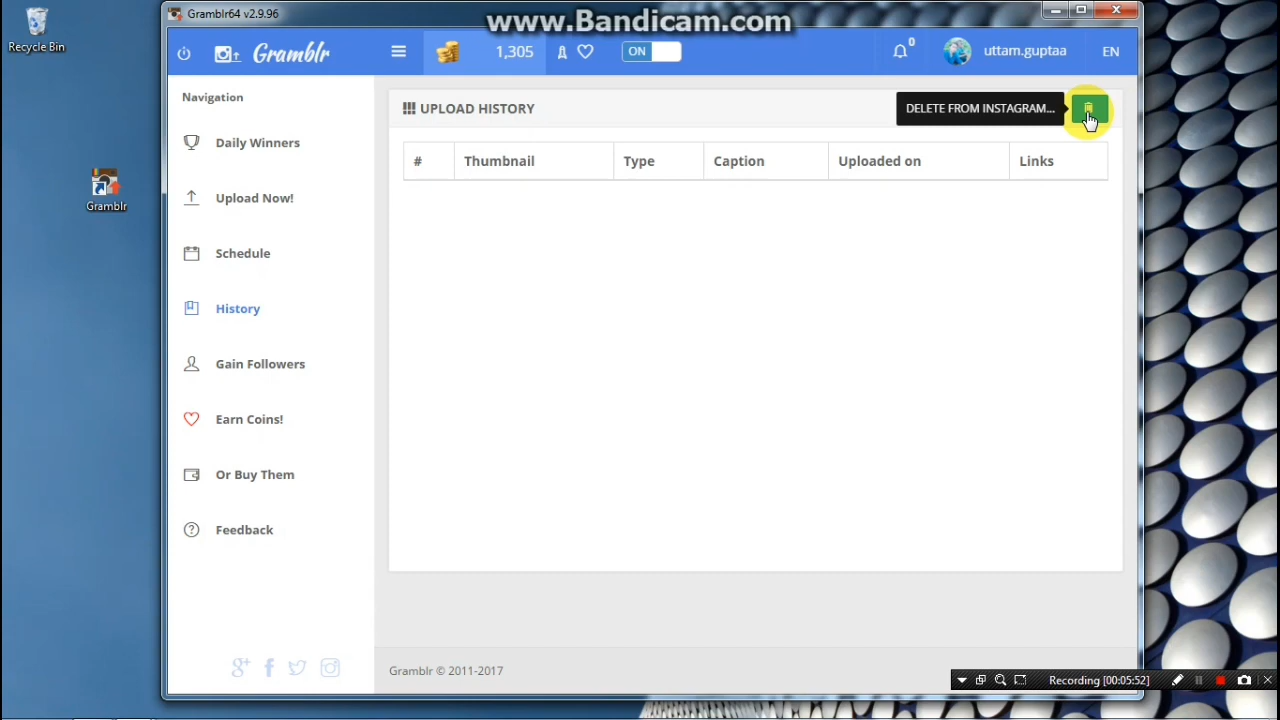 www.Bandicam.com
Gramblr64 v2.9.96
Recycle Bin
Gramblr
Gramblr
1,305
ON
0
uttam.guptaa
EN
Navigation
Daily Winners
Upload Now!
Schedule
History
Gain Followers
Earn Coins!
Or Buy Them
Feedback
UPLOAD HISTORY
DELETE FROM INSTAGRAM...
# Thumbnail Type Caption Uploaded on Links
Gramblr © 2011-2017
Recording [00:05:52]